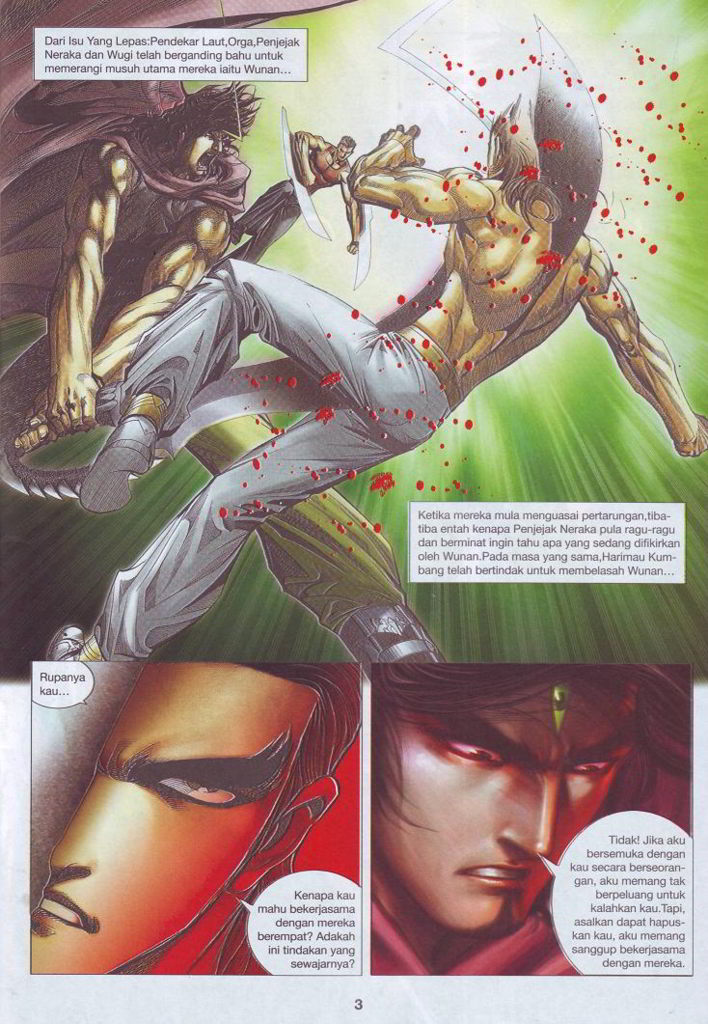 Dari Isu Yang Lepas:Pendekar Laut,Orga,Penjejak
Neraka dan Wugi telah berganding bahu untuk
memerangi musuh utama mereka iaitu Wunan...
Ketika mereka mula menguasai pertarungan,tiba-
tiba entah kenapa Penjejak Neraka pula ragu-ragu
dan berminat ingin tahu apa yang sedang difikirkan
oleh Wunan.Pada masa yang sama,Harimau Kum-
bang telah bertindak untuk membelasah Wunan...
Rupanya
kau...
Kenapa kau
mahu bekerjasama
dengan mereka
berempat? Adakah
ini tindakan yang
sewajarnya?
Tidak! Jika aku
bersemuka dengan
kau secara berseoran-
gan, aku memang tak
berpeluang untuk
kalahkan kau.Tapi,
asalkan dapat hapus-
kan kau, aku memang
sanggup bekerjasama
dengan mereka.
3